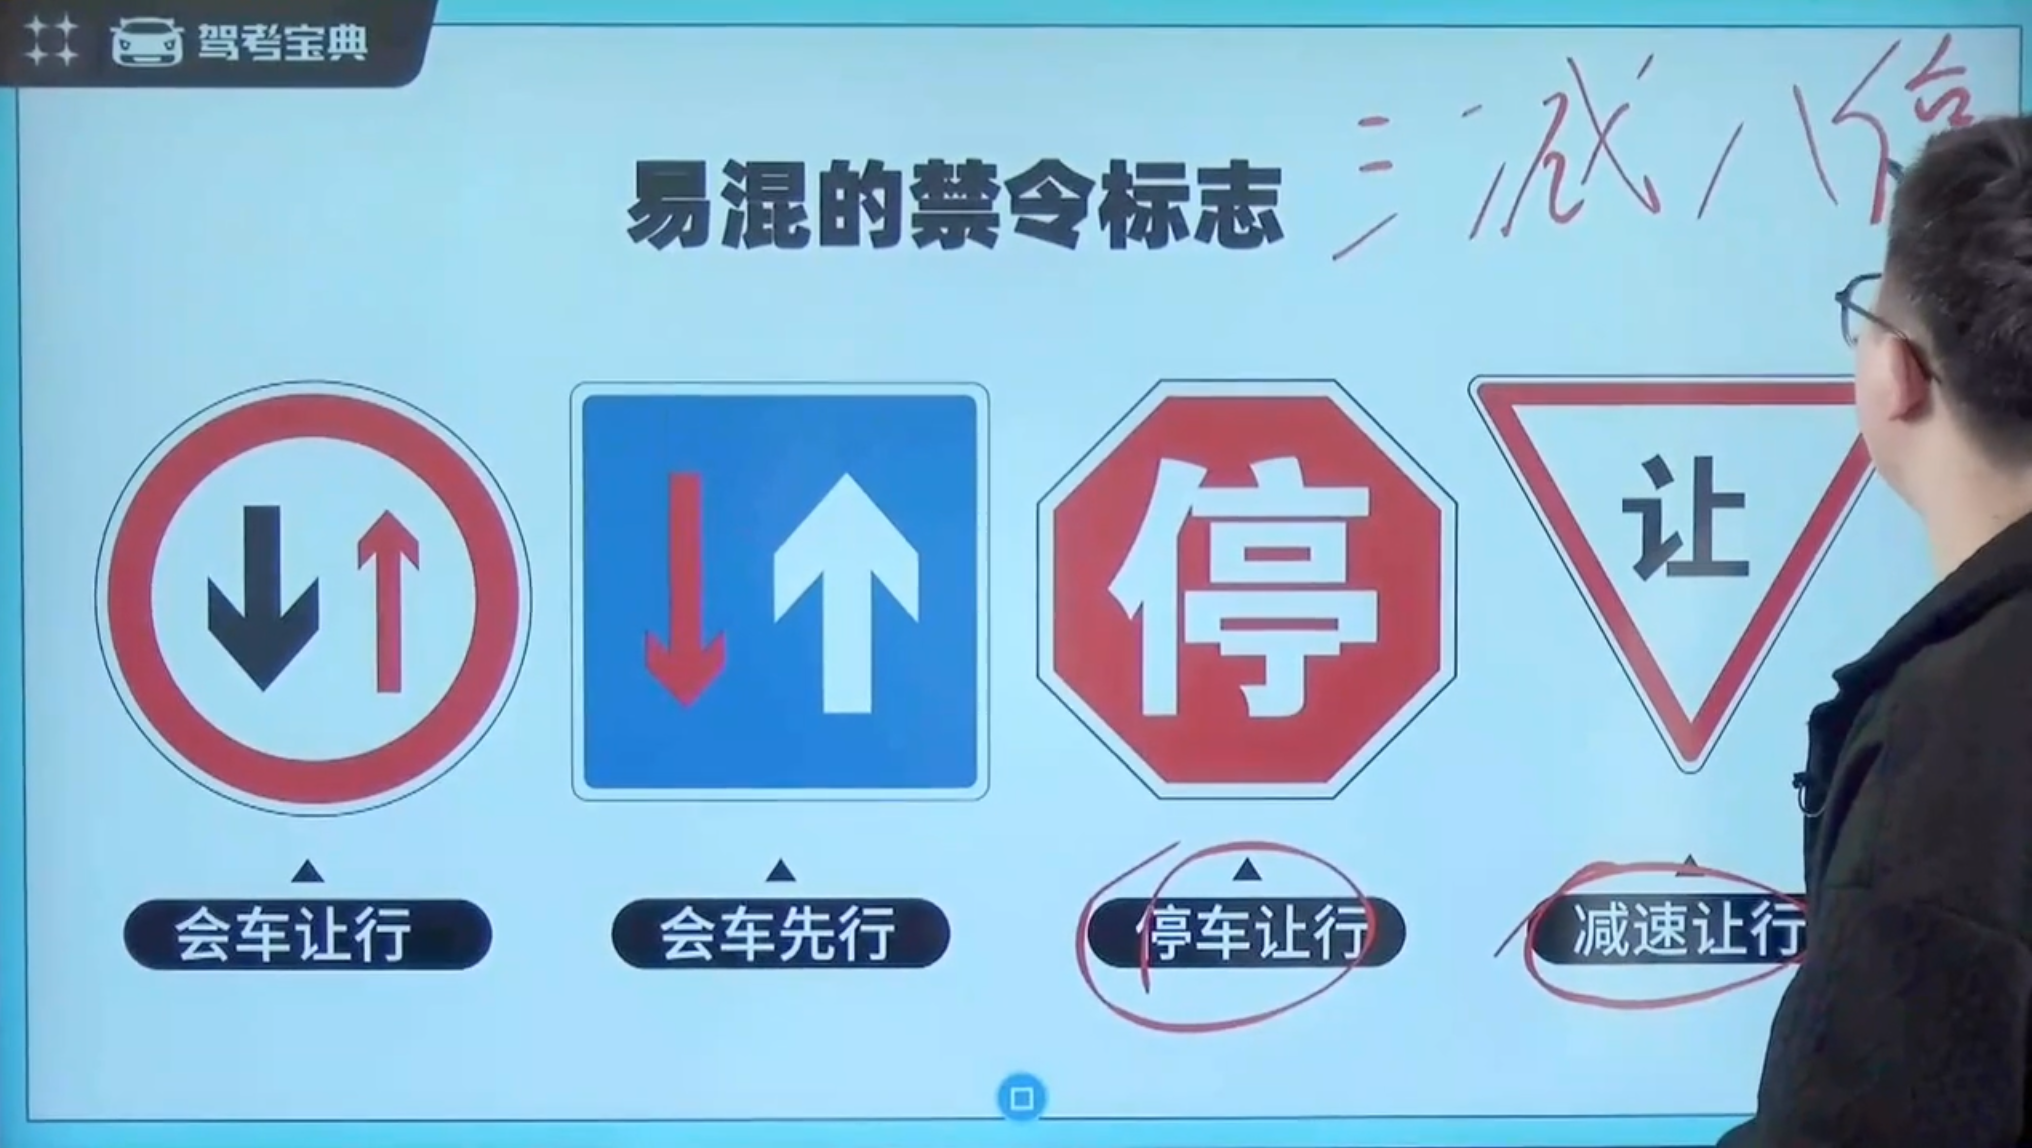 驾考宝典
易混的禁令标志
三减八停
停
让
会车让行
会车先行
停车让行
减速让行